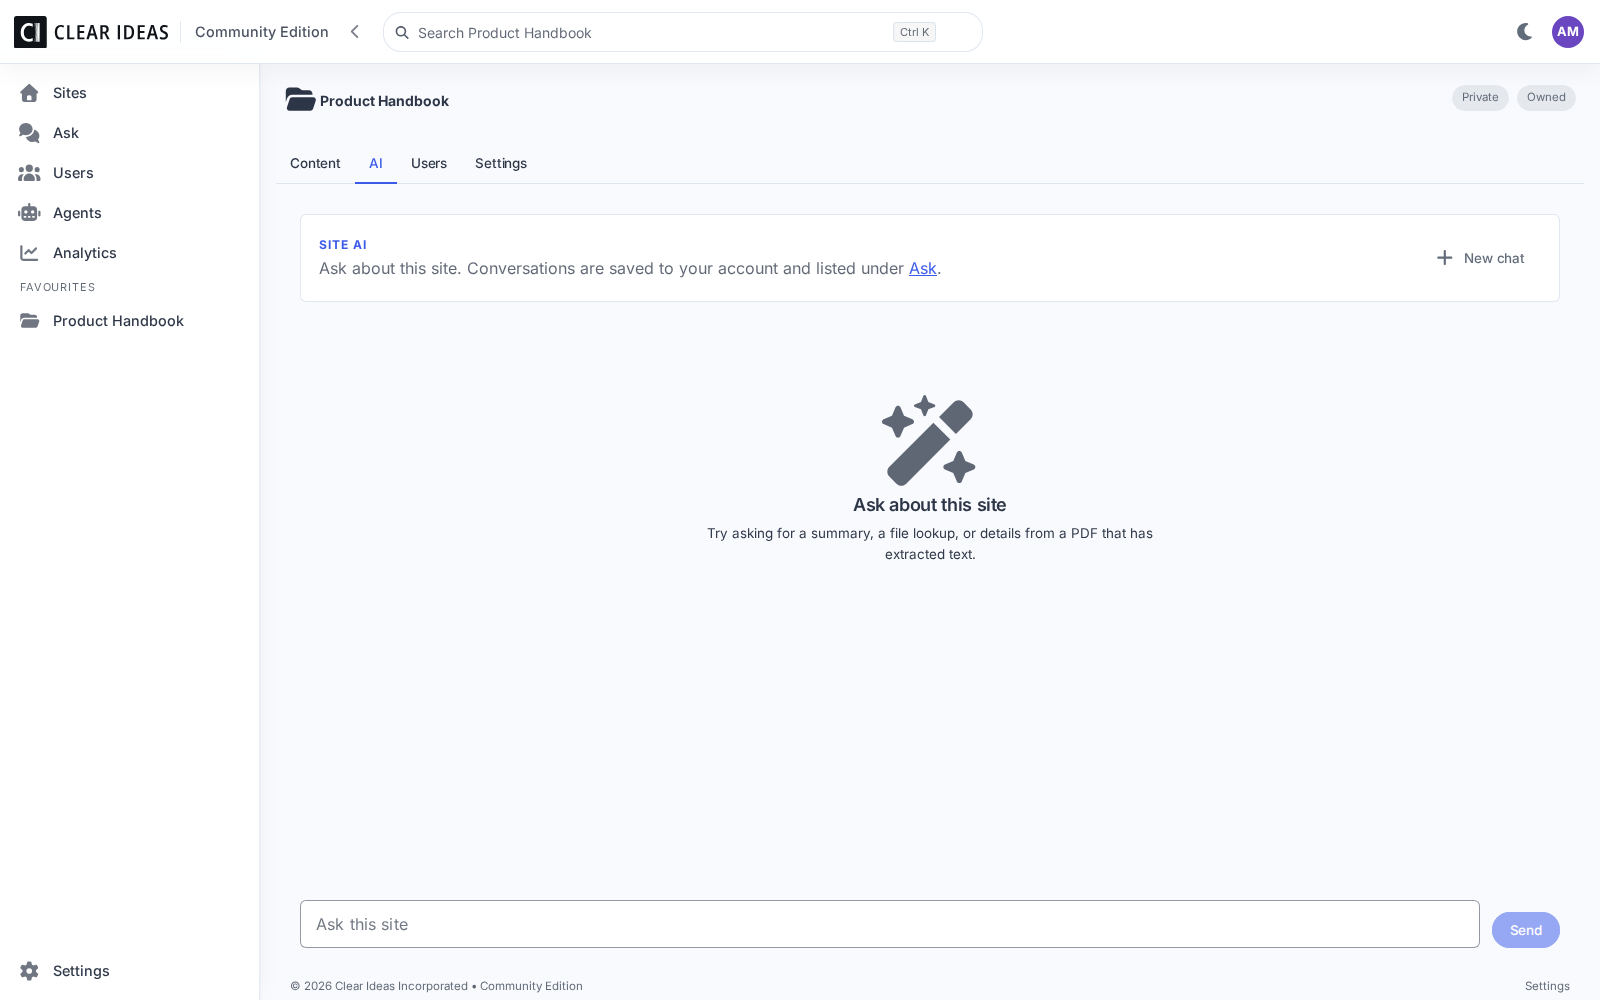 CI CLEAR IDEAS
Community Edition
Search Product Handbook
Ctrl K
AM
Sites
Ask
Users
Agents
Analytics
FAVOURITES
Product Handbook
Settings
Product Handbook
Private
Owned
Content
AI
Users
Settings
SITE AI
Ask about this site. Conversations are saved to your account and listed under Ask.
New chat
Ask about this site
Try asking for a summary, a file lookup, or details from a PDF that has
extracted text.
Ask this site
Send
© 2026 Clear Ideas Incorporated • Community Edition
Settings